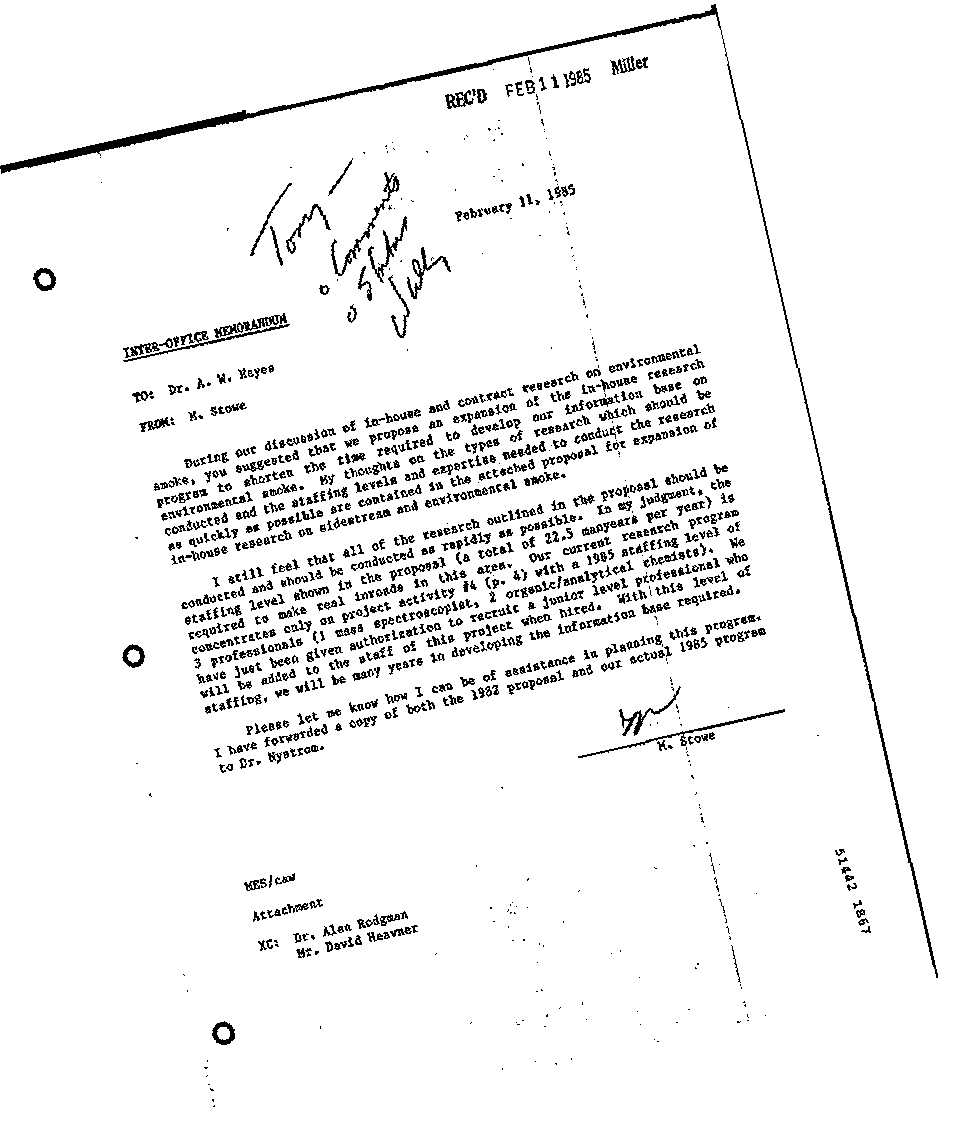 REC'D FEB 11 1985 Miller
February 11, 1985
Tony —
o Comments
o Status
Wally
INTER-OFFICE MEMORANDUM
TO: Dr. A. W. Hayes
FROM: M. Stowe
During our discussion of in-house and contract research on environmental
smoke, you suggested that we propose an expansion of the in-house research
program to shorten the time required to develop our information base on
environmental smoke. My thoughts on the types of research which should be
conducted and the staffing levels and expertise needed to conduct the research
as quickly as possible are contained in the attached proposal for expansion of
in-house research on sidestream and environmental smoke.
I still feel that all of the research outlined in the proposal should be
conducted and should be conducted as rapidly as possible. In my judgment, the
staffing level shown in the proposal (a total of 22.5 manyears per year) is
required to make real inroads in this area. Our current research program
concentrates only on project activity #4 (p. 4) with a 1985 staffing level of
3 professionals (1 mass spectroscopist, 2 organic/analytical chemists). We
have just been given authorization to recruit a junior level professional who
will be added to the staff of this project when hired. With this level of
staffing, we will be many years in developing the information base required.
Please let me know how I can be of assistance in planning this program.
I have forwarded a copy of both the 1982 proposal and our actual 1985 program
to Dr. Nystrom.
M. Stowe
MES/caw
Attachment
XC: Dr. Alan Rodgman
Mr. David Heavner
51442 1867